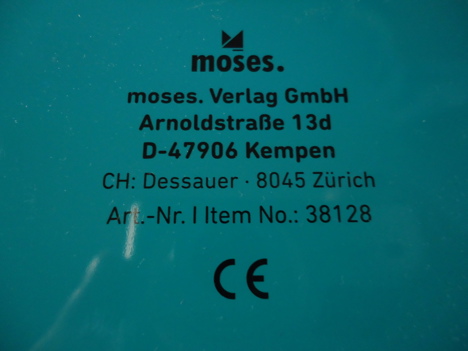 moses.
moses. Verlag GmbH
Arnoldstraße 13d
D-47906 Kempen
CH: Dessauer · 8045 Zürich
Art.-Nr. I Item No.: 38128
CE